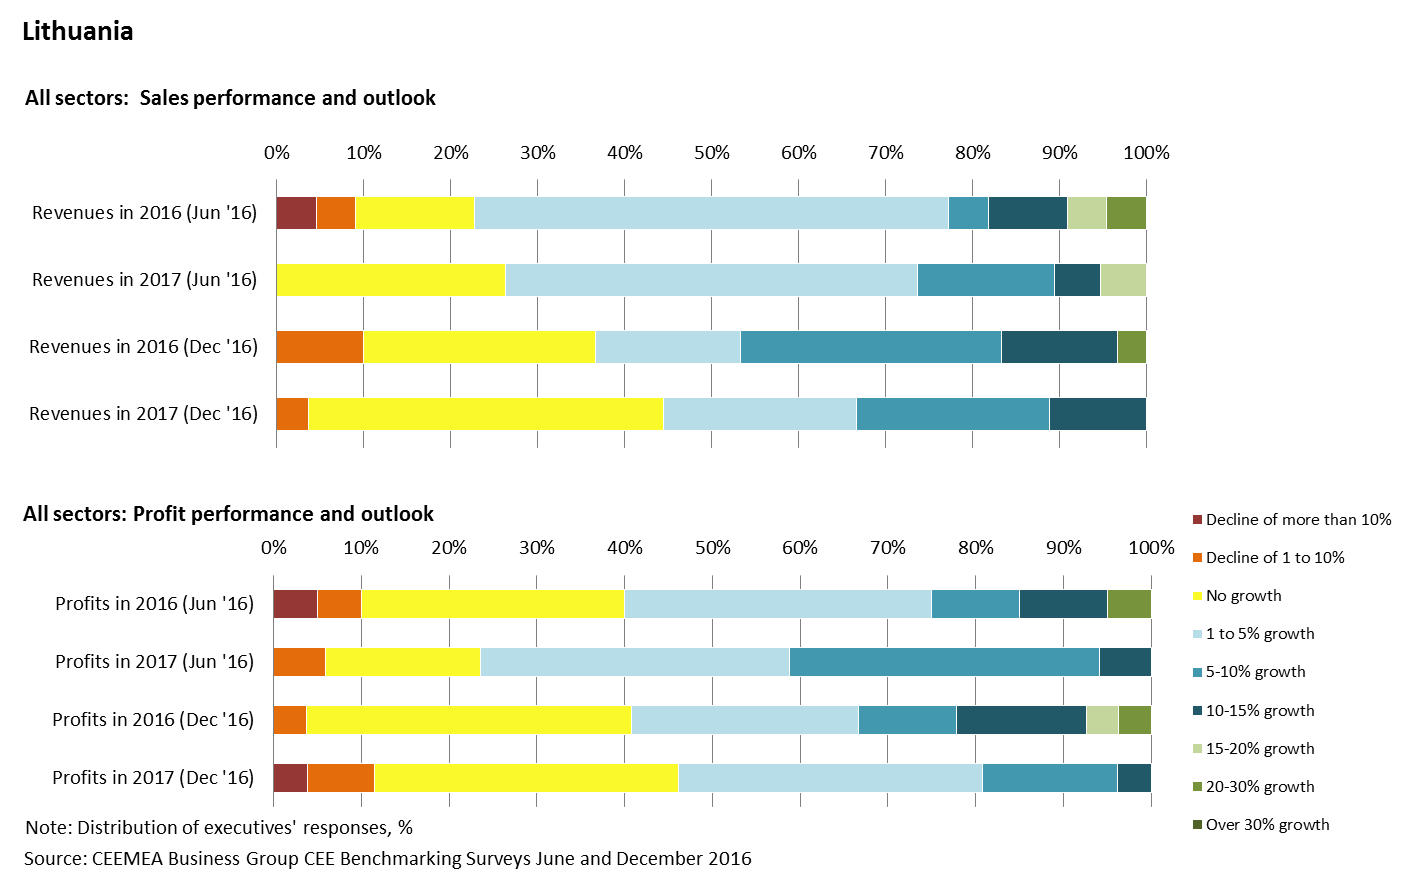 Lithuania
All sectors:  Sales performance and outlook
0% 10% 20% 30% 40% 50% 60% 70% 80% 90% 100%
Revenues in 2016 (Jun '16)
Revenues in 2017 (Jun '16)
Revenues in 2016 (Dec '16)
Revenues in 2017 (Dec '16)
All sectors: Profit performance and outlook
0% 10% 20% 30% 40% 50% 60% 70% 80% 90% 100%
Profits in 2016 (Jun '16)
Profits in 2017 (Jun '16)
Profits in 2016 (Dec '16)
Profits in 2017 (Dec '16)
Decline of more than 10%
Decline of 1 to 10%
No growth
1 to 5% growth
5-10% growth
10-15% growth
15-20% growth
20-30% growth
Over 30% growth
Note: Distribution of executives' responses, %
Source: CEEMEA Business Group CEE Benchmarking Surveys June and December 2016